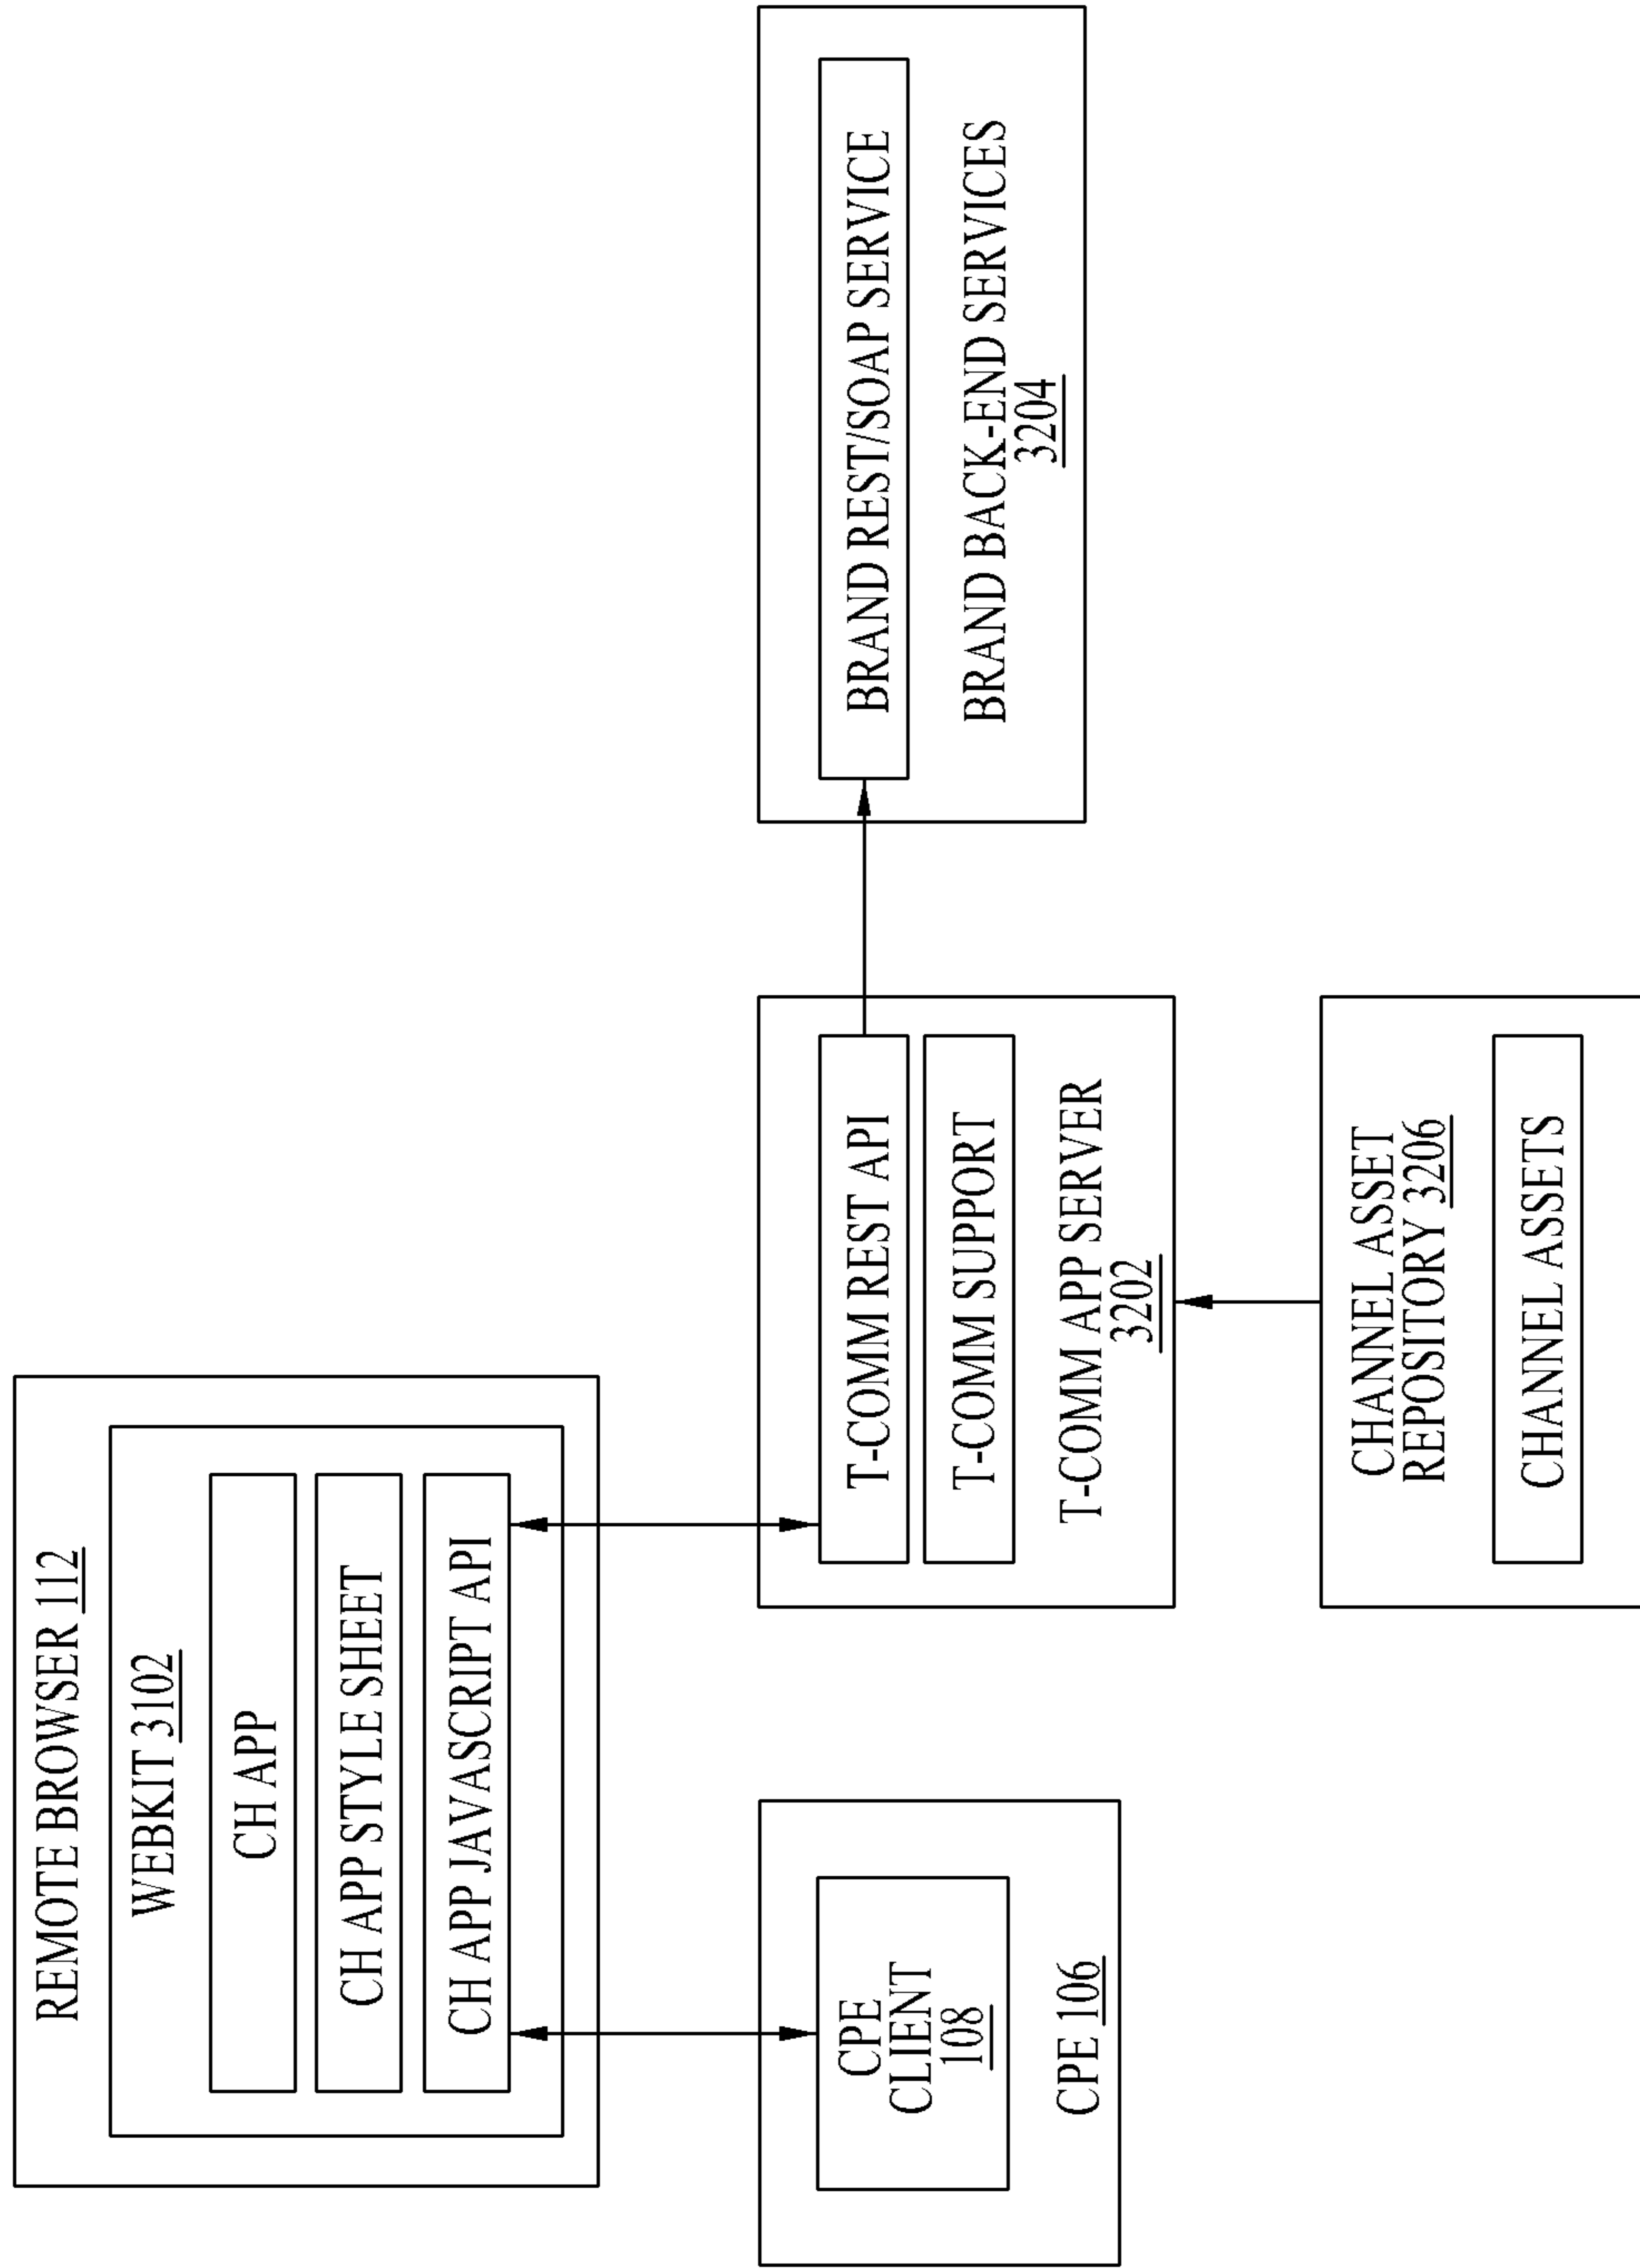 REMOTE BROWSER 112
WEBKIT 3102
CH APP
CH APP STYLE SHEET
CH APP JAVASCRIPT API
CPE
CLIENT
108
CPE 106
T-COMM REST API
T-COMM SUPPORT
T-COMM APP SERVER
3202
BRAND REST/SOAP SERVICE
BRAND BACK-END SERVICES
3204
CHANNEL ASSET
REPOSITORY 3206
CHANNEL ASSETS